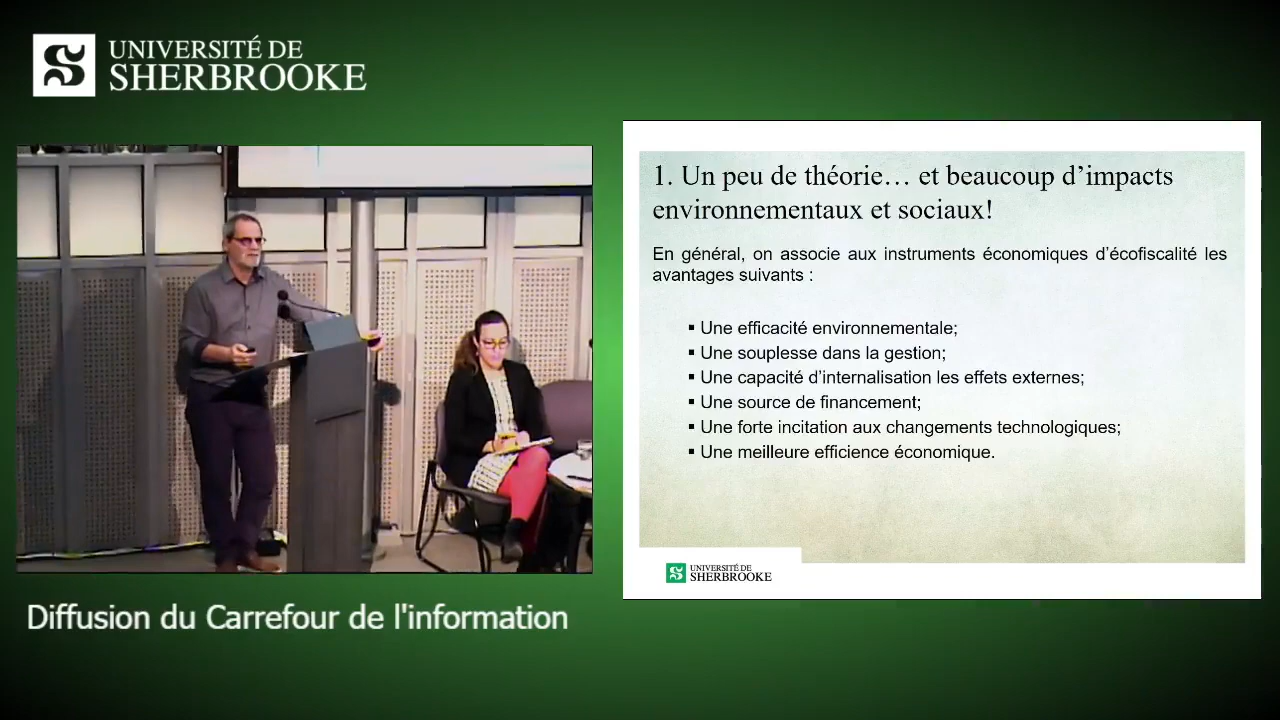 UNIVERSITÉ DE
SHERBROOKE
1. Un peu de théorie… et beaucoup d’impacts
environnementaux et sociaux!
En général, on associe aux instruments économiques d’écofiscalité les
avantages suivants :
▪ Une efficacité environnementale;
▪ Une souplesse dans la gestion;
▪ Une capacité d’internalisation les effets externes;
▪ Une source de financement;
▪ Une forte incitation aux changements technologiques;
▪ Une meilleure efficience économique.
UNIVERSITÉ DE
SHERBROOKE
Diffusion du Carrefour de l'information